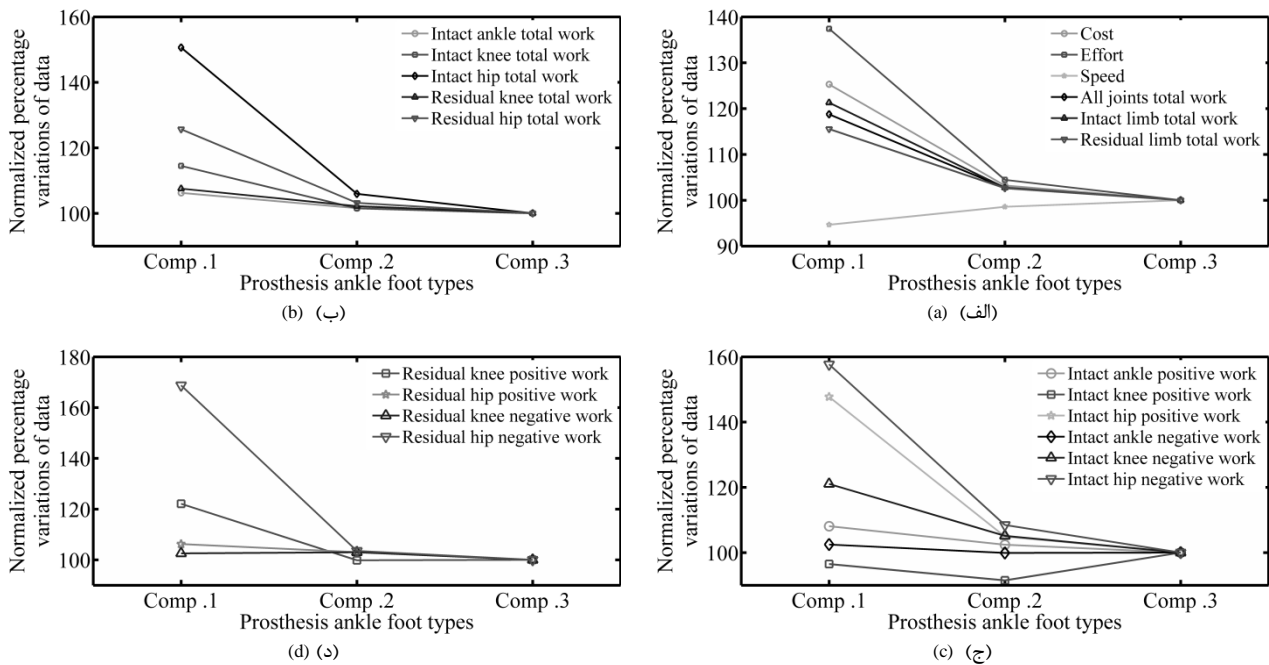 160
140
120
100
Normalized percentage
variations of data
Intact ankle total work
Intact knee total work
Intact hip total work
Residual knee total work
Residual hip total work
Comp .1 Comp .2 Comp .3
Prosthesis ankle foot types
(b) (ب)
140
130
120
110
100
90
Normalized percentage
variations of data
Cost
Effort
Speed
All joints total work
Intact limb total work
Residual limb total work
Comp .1 Comp .2 Comp .3
Prosthesis ankle foot types
(a) (الف)
180
160
140
120
100
Normalized percentage
variations of data
Residual knee positive work
Residual hip positive work
Residual knee negative work
Residual hip negative work
Comp .1 Comp .2 Comp .3
Prosthesis ankle foot types
(d) (د)
160
140
120
100
Normalized percentage
variations of data
Intact ankle positive work
Intact knee positive work
Intact hip positive work
Intact ankle negative work
Intact knee negative work
Intact hip negative work
Comp .1 Comp .2 Comp .3
Prosthesis ankle foot types
(c) (ج)